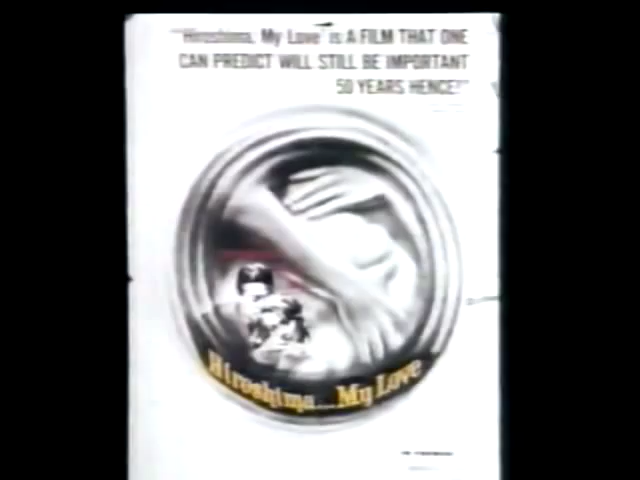 "'Hiroshima, My Love' is A FILM THAT ONE
CAN PREDICT WILL STILL BE IMPORTANT
50 YEARS HENCE!"
Hiroshima... My Love